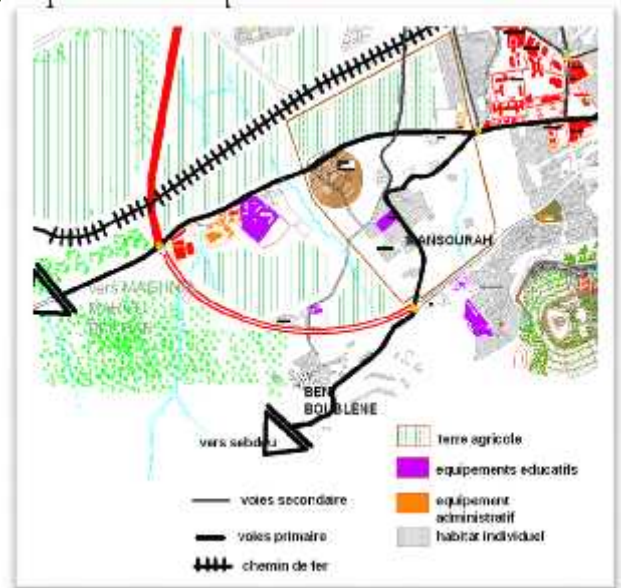 MANSOURAH
vers MAGHNIA
BENI
BOUBLENE
vers sebdou
terre agricole
equipements educatifs
voies secondaire
equipement
administratif
voies primaire
habitat individuel
chemin de fer